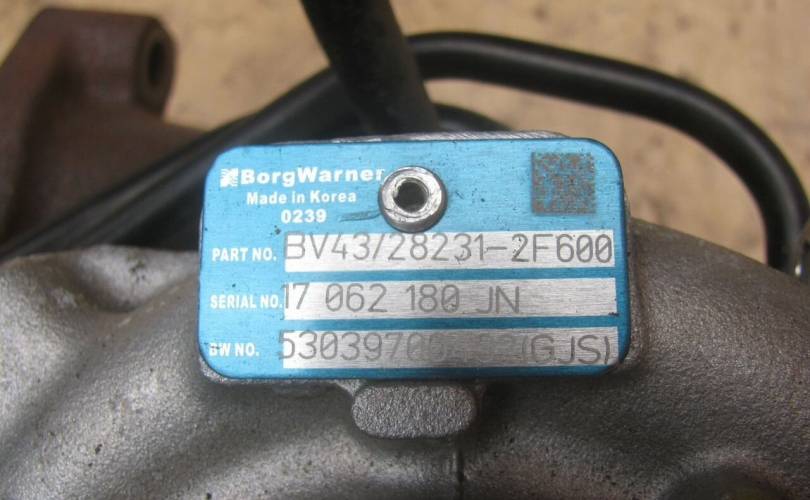 BorgWarner
Made in Korea
0239
PART NO. BV43/28231-2F600
SERIAL NO. 17 062 180 JN
BW NO. (GJS)